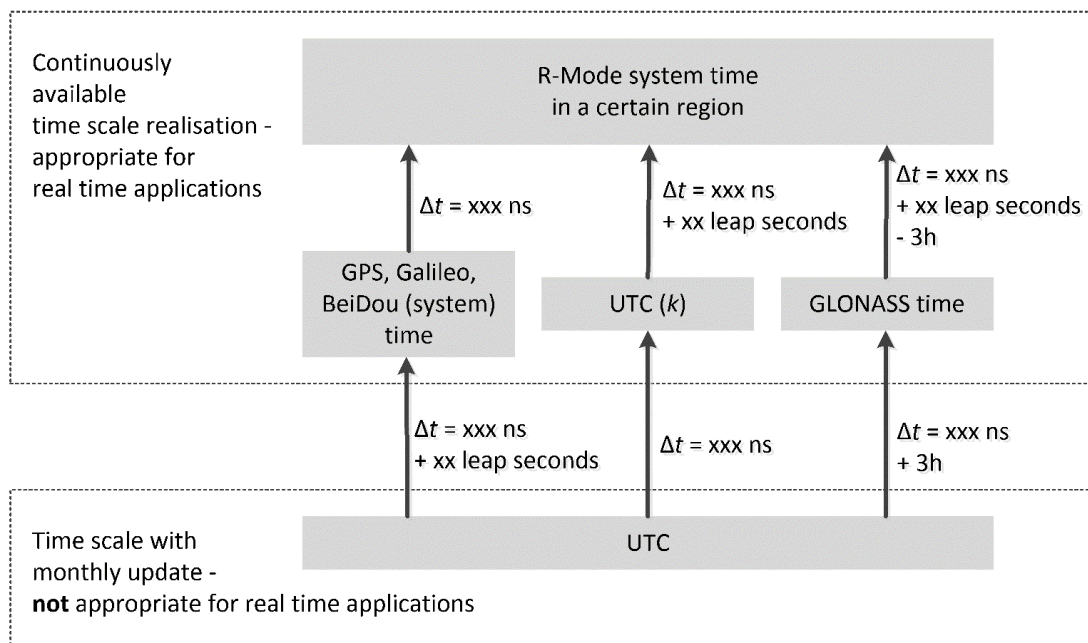 Continuously
available
time scale realisation -
appropriate for
real time applications
R-Mode system time
in a certain region
Δt = xxx ns
Δt = xxx ns
+ xx leap seconds
Δt = xxx ns
+ xx leap seconds
- 3h
GPS, Galileo,
BeiDou (system)
time
UTC (k)
GLONASS time
Δt = xxx ns
+ xx leap seconds
Δt = xxx ns
Δt = xxx ns
+ 3h
Time scale with
monthly update -
not appropriate for real time applications
UTC